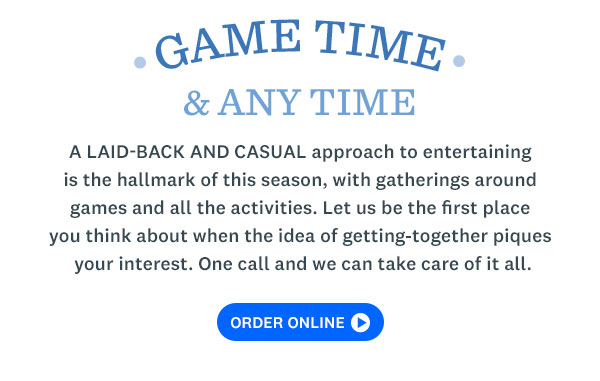 GAME TIME
& ANY TIME
A LAID-BACK AND CASUAL approach to entertaining
is the hallmark of this season, with gatherings around
games and all the activities. Let us be the first place
you think about when the idea of getting-together piques
your interest. One call and we can take care of it all.
ORDER ONLINE